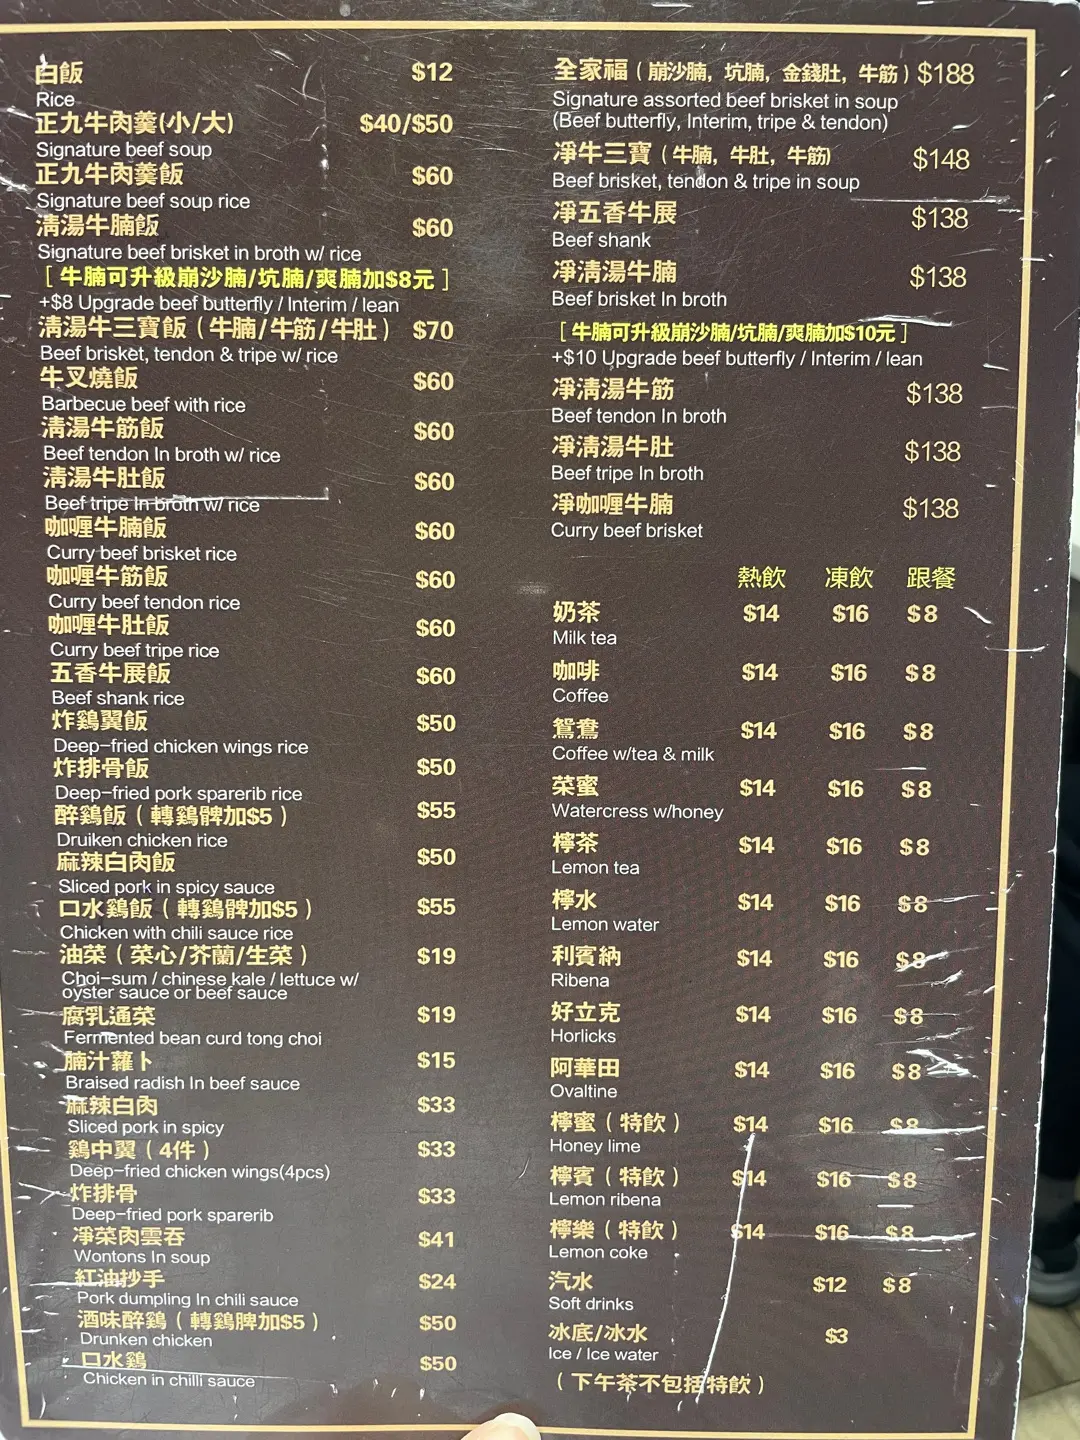 白飯 $12
Rice
正九牛肉羹(小/大) $40/$50
Signature beef soup
正九牛肉羹飯 $60
Signature beef soup rice
淸湯牛腩飯 $60
Signature beef brisket in broth w/ rice
[ 牛腩可升級崩沙腩/坑腩/爽腩加$8元 ]
+$8 Upgrade beef butterfly / Interim / lean
淸湯牛三寶飯 ( 牛腩/牛筋/牛肚 ) $70
Beef brisket, tendon & tripe w/ rice
牛叉燒飯 $60
Barbecue beef with rice
淸湯牛筋飯 $60
Beef tendon In broth w/ rice
淸湯牛肚飯 $60
Beef tripe In broth w/ rice
咖喱牛腩飯 $60
Curry beef brisket rice
咖喱牛筋飯 $60
Curry beef tendon rice
咖喱牛肚飯 $60
Curry beef tripe rice
五香牛展飯 $60
Beef shank rice
炸鷄翼飯 $50
Deep-fried chicken wings rice
炸排骨飯 $50
Deep-fried pork sparerib rice
醉鷄飯 ( 轉鷄髀加$5 ) $55
Druiken chicken rice
麻辣白肉飯 $50
Sliced pork in spicy sauce
口水鷄飯 ( 轉鷄髀加$5 ) $55
Chicken with chili sauce rice
油菜 ( 菜心/芥蘭/生菜 ) $19
Choi-sum / chinese kale / lettuce w/
oyster sauce or beef sauce
腐乳通菜 $19
Fermented bean curd tong choi
腩汁蘿卜 $15
Braised radish In beef sauce
麻辣白肉 $33
Sliced pork in spicy
鷄中翼 ( 4件 ) $33
Deep-fried chicken wings(4pcs)
炸排骨 $33
Deep-fried pork sparerib
淨菜肉雲吞 $41
Wontons In soup
紅油抄手 $24
Pork dumpling In chili sauce
酒味醉鷄 ( 轉鷄脾加$5 ) $50
Drunken chicken
口水鷄 $50
Chicken in chilli sauce
全家福 ( 崩沙腩, 坑腩, 金錢肚, 牛筋 ) $188
Signature assorted beef brisket in soup
(Beef butterfly, Interim, tripe & tendon)
淨牛三寶 ( 牛腩, 牛肚, 牛筋) $148
Beef brisket, tendon & tripe in soup
淨五香牛展 $138
Beef shank
淨淸湯牛腩 $138
Beef brisket In broth
[ 牛腩可升級崩沙腩/坑腩/爽腩加$10元 ]
+$10 Upgrade beef butterfly / Interim / lean
淨淸湯牛筋 $138
Beef tendon In broth
淨淸湯牛肚 $138
Beef tripe In broth
淨咖喱牛腩 $138
Curry beef brisket
熱飲 凍飲 跟餐
奶茶 $14 $16 $8
Milk tea
咖啡 $14 $16 $8
Coffee
鴛鴦 $14 $16 $8
Coffee w/tea & milk
菜蜜 $14 $16 $8
Watercress w/honey
檸茶 $14 $16 $8
Lemon tea
檸水 $14 $16 $8
Lemon water
利賓納 $14 $16 $8
Ribena
好立克 $14 $16 $8
Horlicks
阿華田 $14 $16 $8
Ovaltine
檸蜜 ( 特飲 ) $14 $16 $8
Honey lime
檸賓 ( 特飲 ) $14 $16 $8
Lemon ribena
檸樂 ( 特飲 ) $14 $16 $8
Lemon coke
汽水 $12 $8
Soft drinks
冰底/冰水 $3
Ice / Ice water
( 下午茶不包括特飲 )